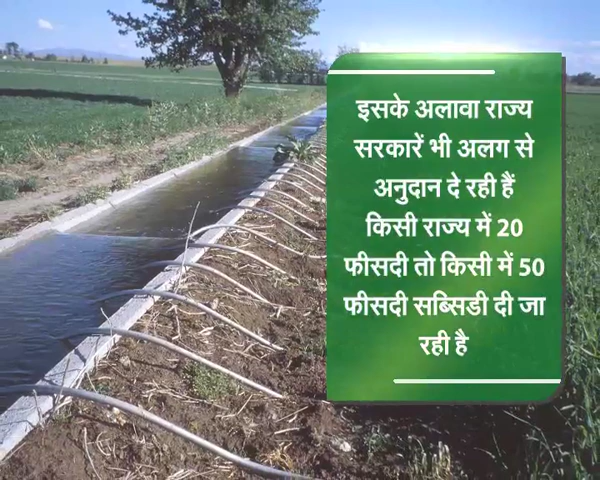 इसके अलावा राज्य
सरकारें भी अलग से
अनुदान दे रही हैं
किसी राज्य में 20
फीसदी तो किसी में 50
फीसदी सब्सिडी दी जा
रही है